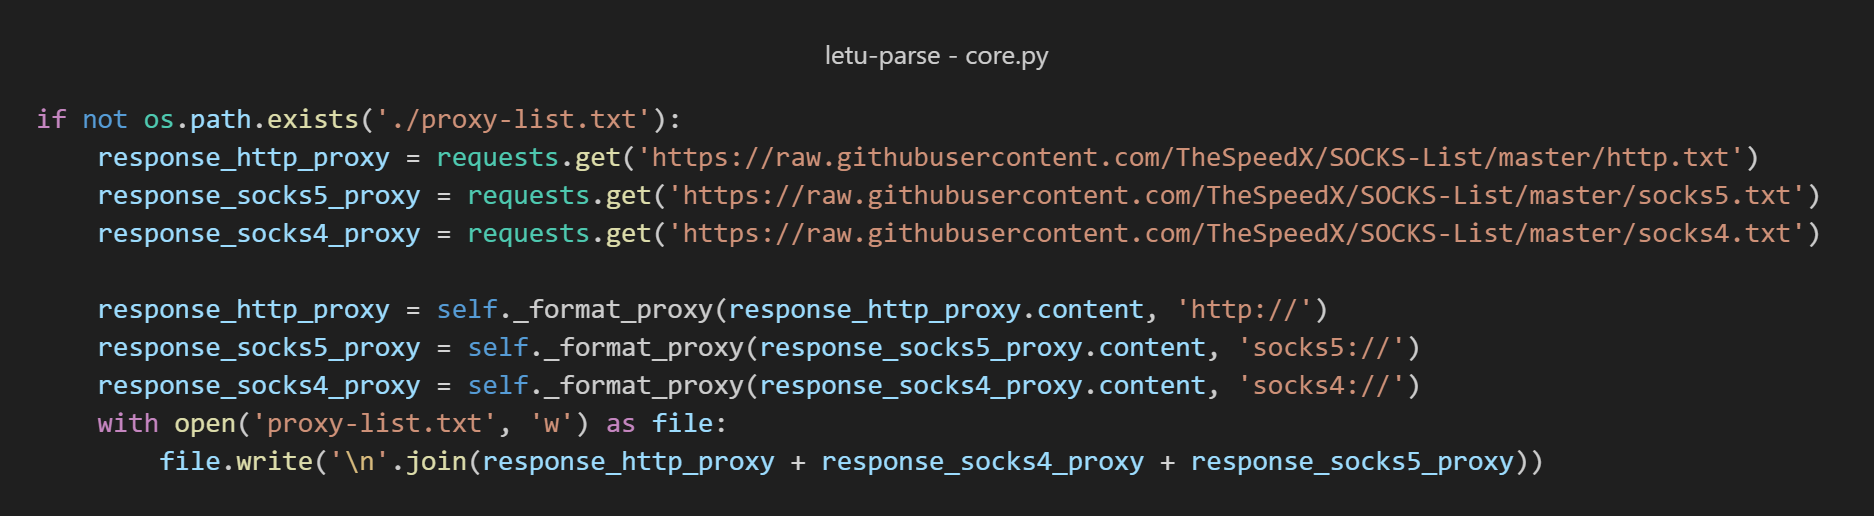 letu-parse - core.py
if not os.path.exists('./proxy-list.txt'):
    response_http_proxy = requests.get('https://raw.githubusercontent.com/TheSpeedX/SOCKS-List/master/http.txt')
    response_socks5_proxy = requests.get('https://raw.githubusercontent.com/TheSpeedX/SOCKS-List/master/socks5.txt')
    response_socks4_proxy = requests.get('https://raw.githubusercontent.com/TheSpeedX/SOCKS-List/master/socks4.txt')
    response_http_proxy = self._format_proxy(response_http_proxy.content, 'http://')
    response_socks5_proxy = self._format_proxy(response_socks5_proxy.content, 'socks5://')
    response_socks4_proxy = self._format_proxy(response_socks4_proxy.content, 'socks4://')
    with open('proxy-list.txt', 'w') as file:
        file.write('\n'.join(response_http_proxy + response_socks4_proxy + response_socks5_proxy))